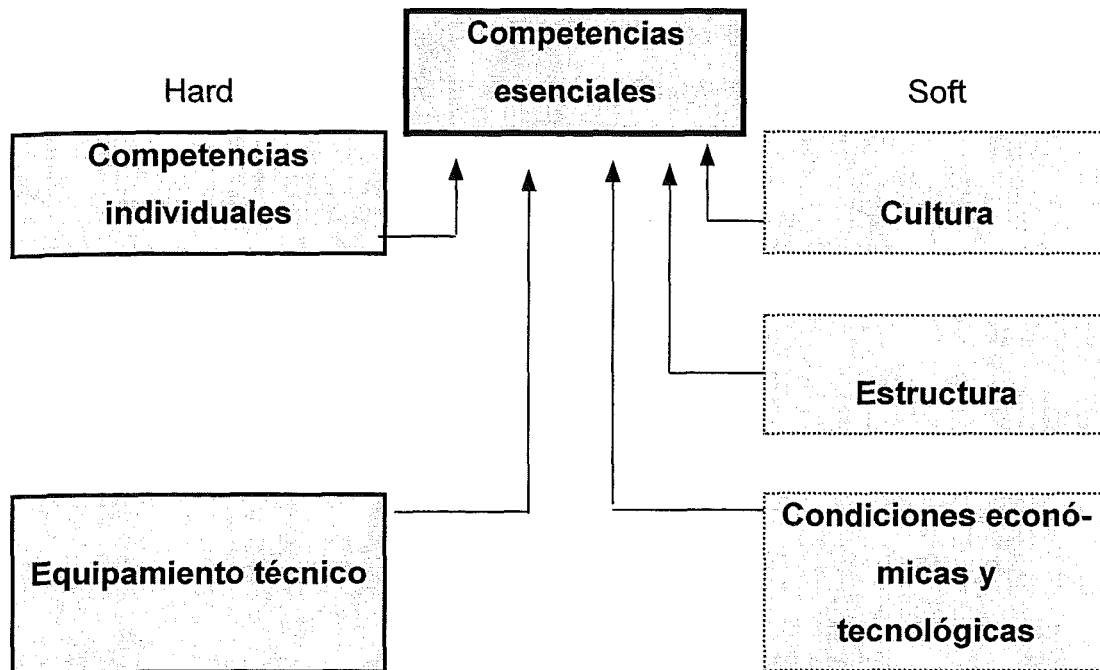 Competencias
esenciales
Hard
Soft
Competencias
individuales
Cultura
Estructura
Equipamiento técnico
Condiciones econó-
micas y
tecnológicas